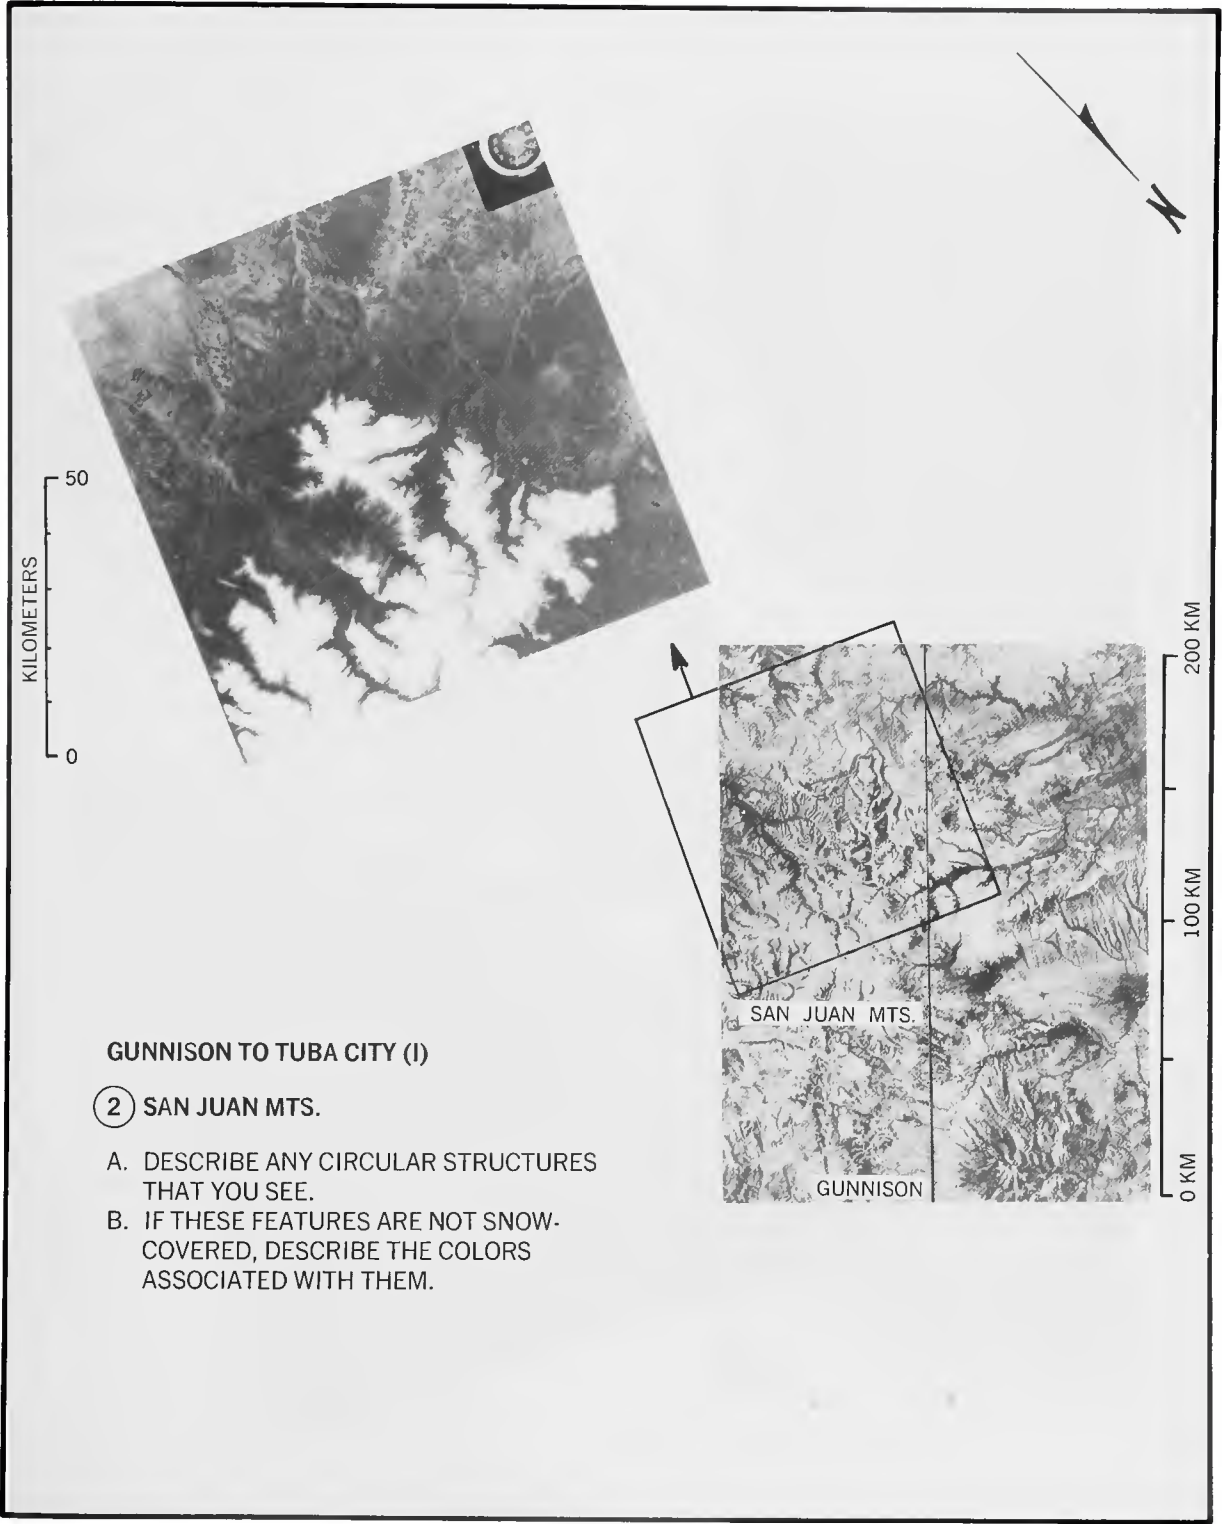 N
50
KILOMETERS
0
200 KM
100 KM
0 KM
SAN JUAN MTS.
GUNNISON
GUNNISON TO TUBA CITY (I)
2 SAN JUAN MTS.
A. DESCRIBE ANY CIRCULAR STRUCTURES
THAT YOU SEE.
B. IF THESE FEATURES ARE NOT SNOW-
COVERED, DESCRIBE THE COLORS
ASSOCIATED WITH THEM.